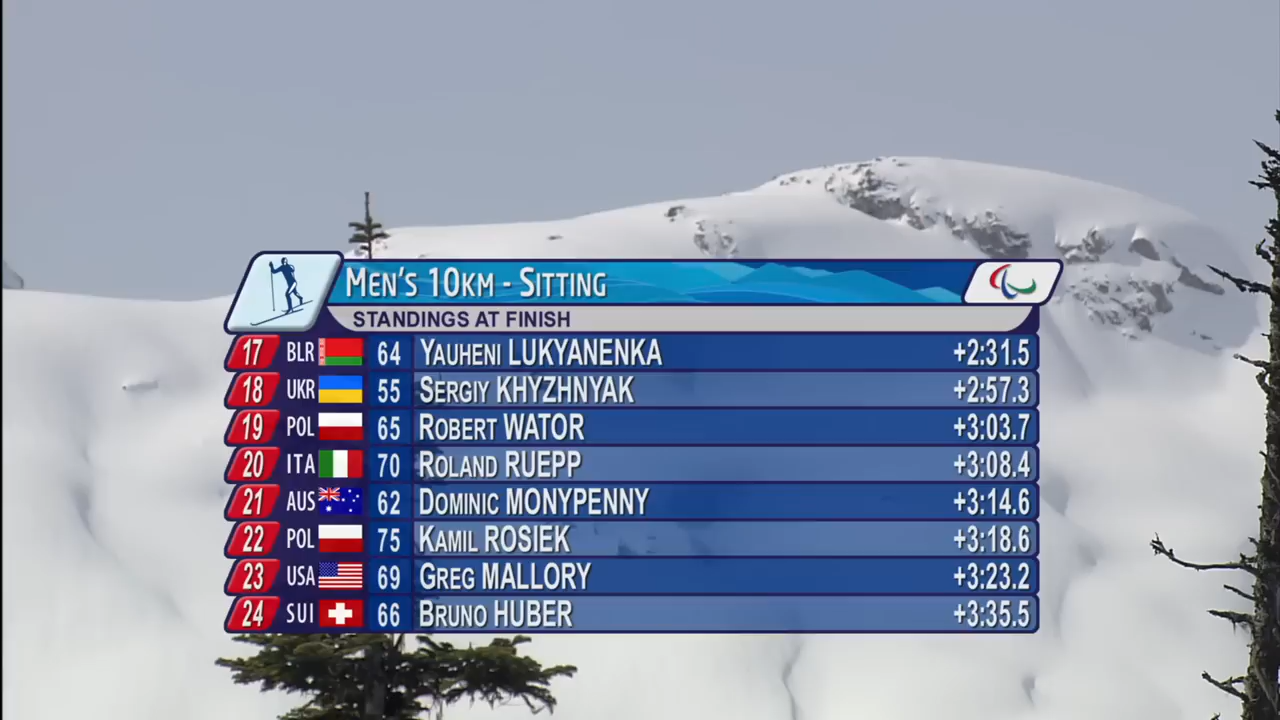 MEN'S 10KM - SITTING
STANDINGS AT FINISH
17 BLR 64 YAUHENI LUKYANENKA +2:31.5
18 UKR 55 SERGIY KHYZHNYAK +2:57.3
19 POL 65 ROBERT WATOR +3:03.7
20 ITA 70 ROLAND RUEPP +3:08.4
21 AUS 62 DOMINIC MONYPENNY +3:14.6
22 POL 75 KAMIL ROSIEK +3:18.6
23 USA 69 GREG MALLORY +3:23.2
24 SUI 66 BRUNO HUBER +3:35.5